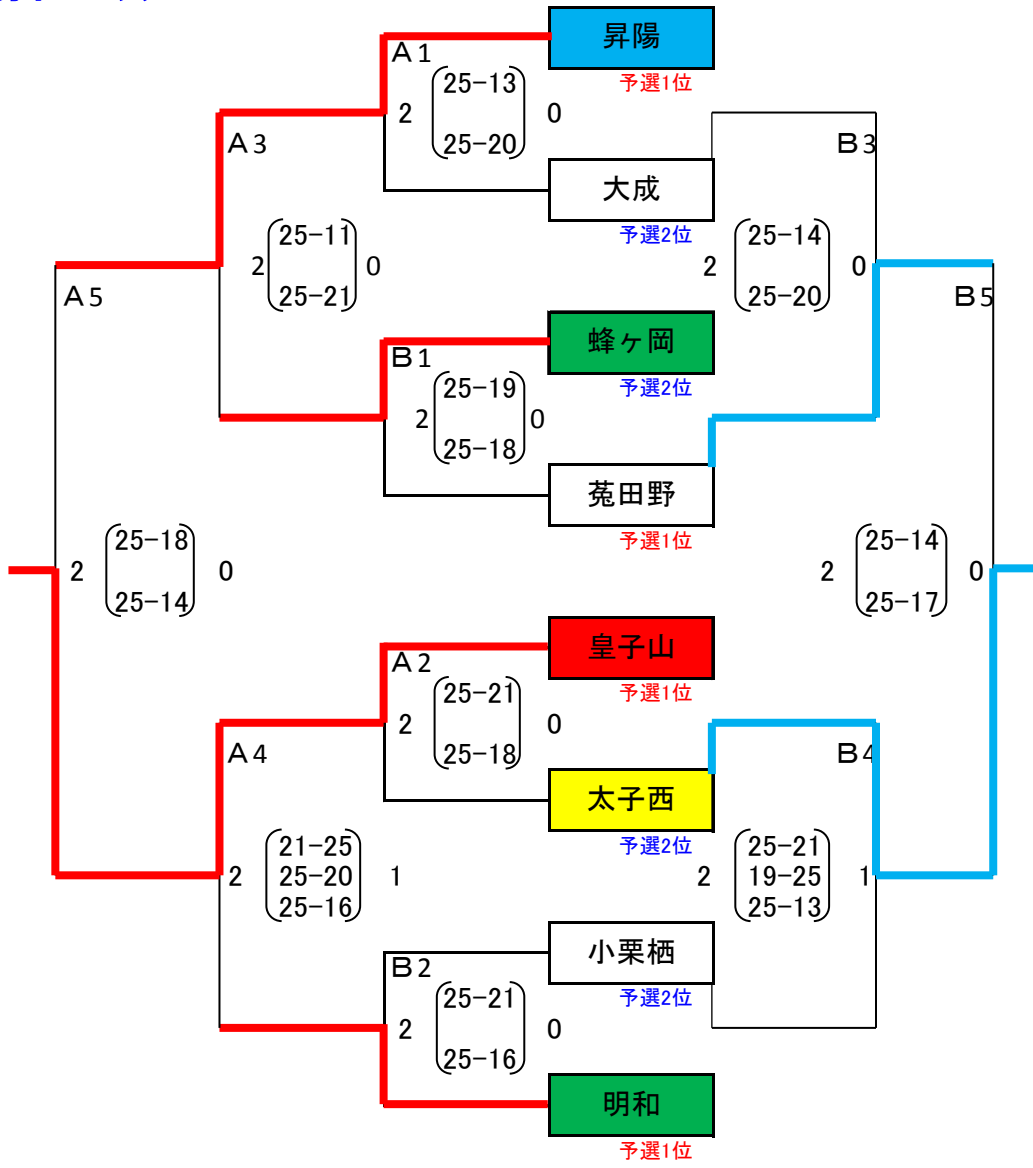 昇陽
A1
予選1位
25-13
2 0
25-20
A3
B3
大成
予選2位
25-11
2 0
25-21
25-14
2 0
25-20
A5
B5
蜂ヶ岡
B1
予選2位
25-19
2 0
25-18
菟田野
予選1位
25-18
2 0
25-14
25-14
2 0
25-17
皇子山
A2
予選1位
25-21
2 0
25-18
A4
B4
太子西
予選2位
21-25
2 25-20 1
25-16
25-21
2 19-25 1
25-13
小栗栖
B2
予選2位
25-21
2 0
25-16
明和
予選1位